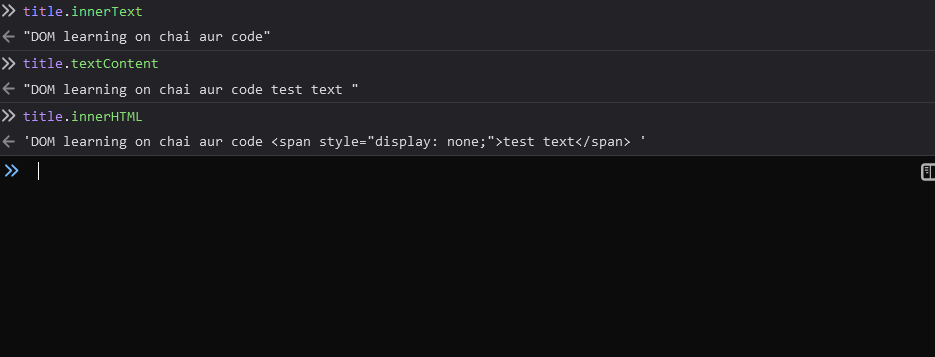 title.innerText
"DOM learning on chai aur code"
title.textContent
"DOM learning on chai aur code test text "
title.innerHTML
'DOM learning on chai aur code <span style="display: none;">test text</span> '